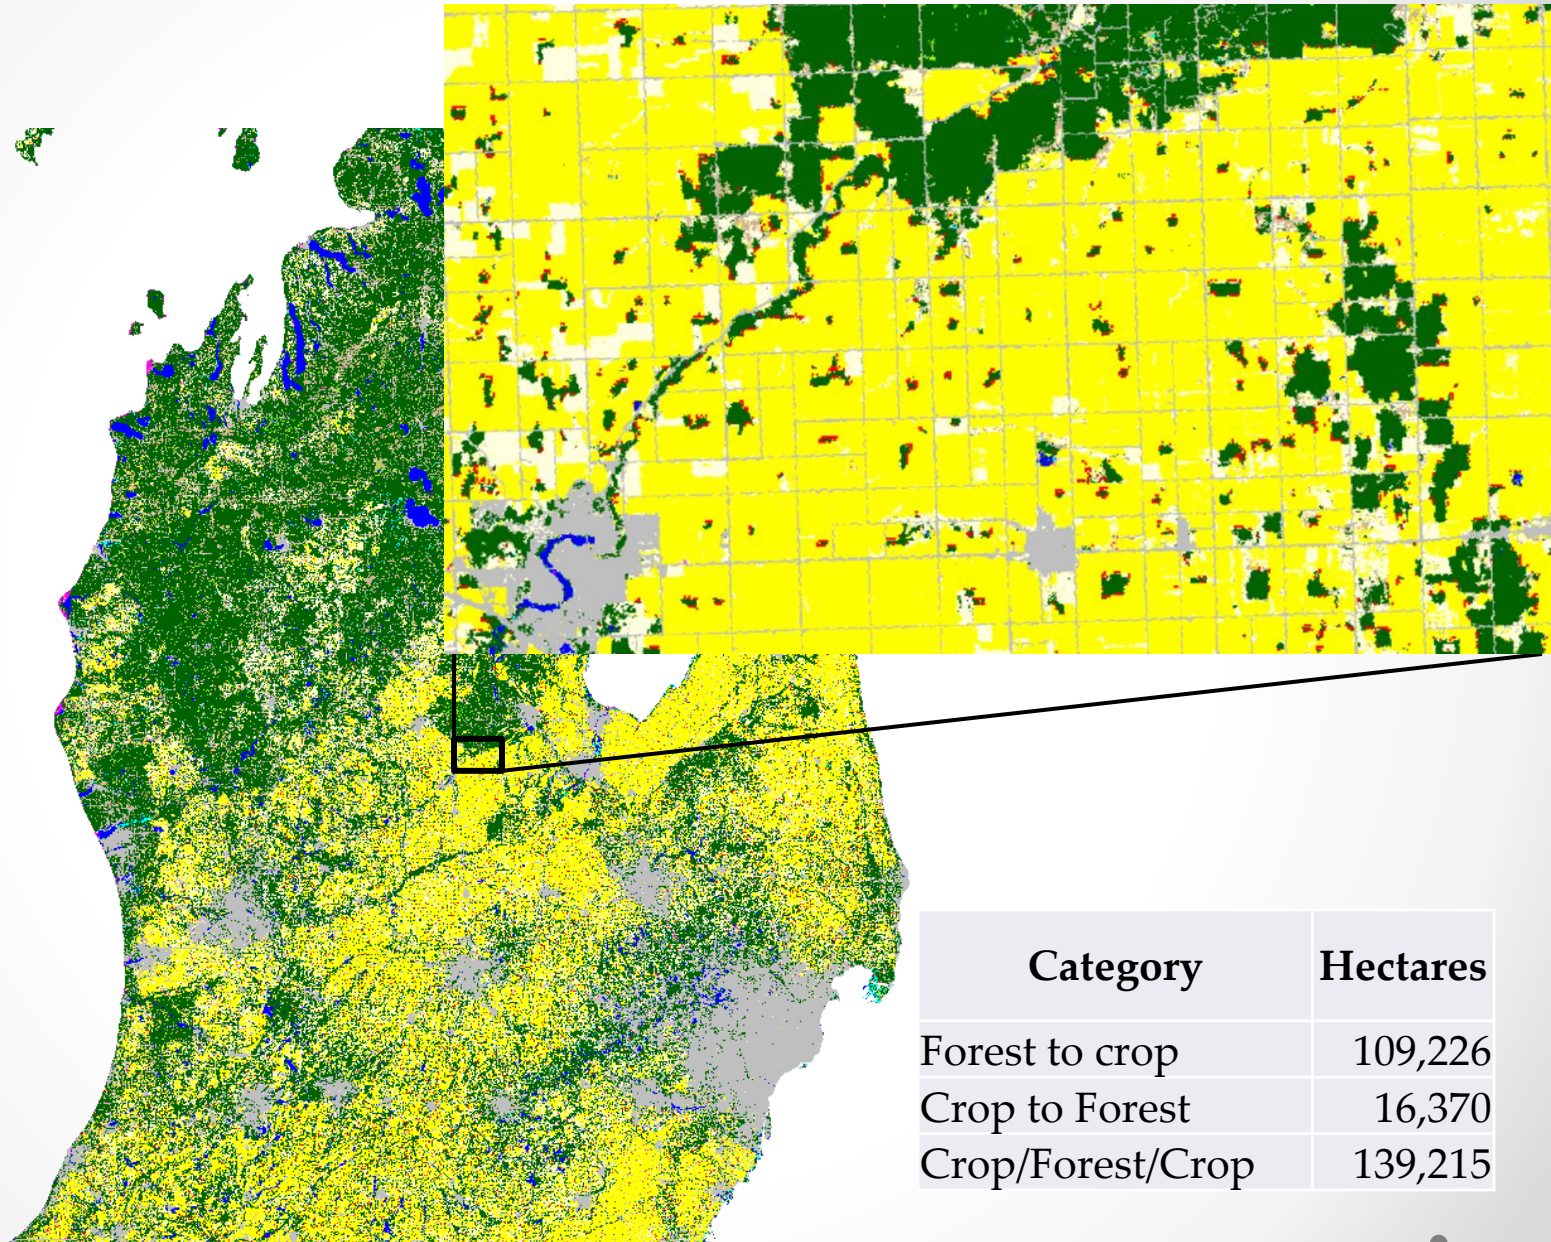 Category Hectares
Forest to crop 109,226
Crop to Forest 16,370
Crop/Forest/Crop 139,215